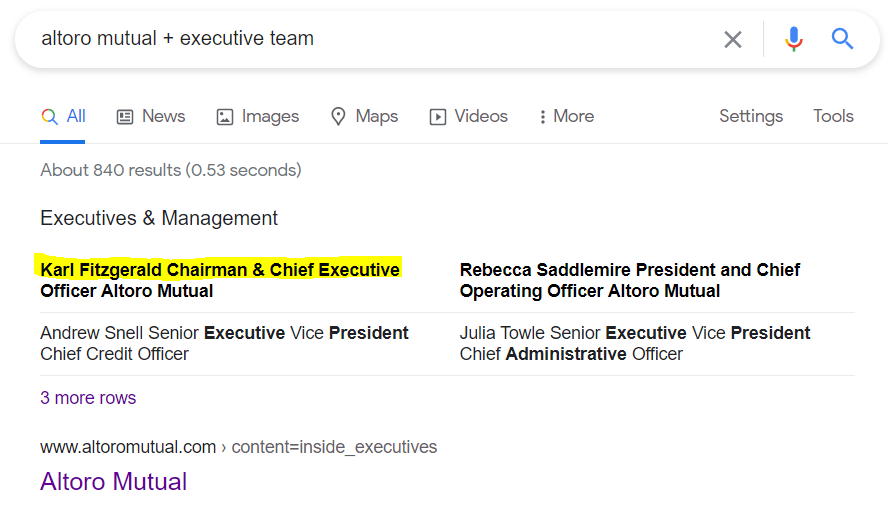 altoro mutual + executive team
All News Images Maps Videos More Settings Tools
About 840 results (0.53 seconds)
Executives & Management
Karl Fitzgerald Chairman & Chief Executive
Officer Altoro Mutual
Rebecca Saddlemire President and Chief
Operating Officer Altoro Mutual
Andrew Snell Senior Executive Vice President
Chief Credit Officer
Julia Towle Senior Executive Vice President
Chief Administrative Officer
3 more rows
www.altoromutual.com › content=inside_executives
Altoro Mutual